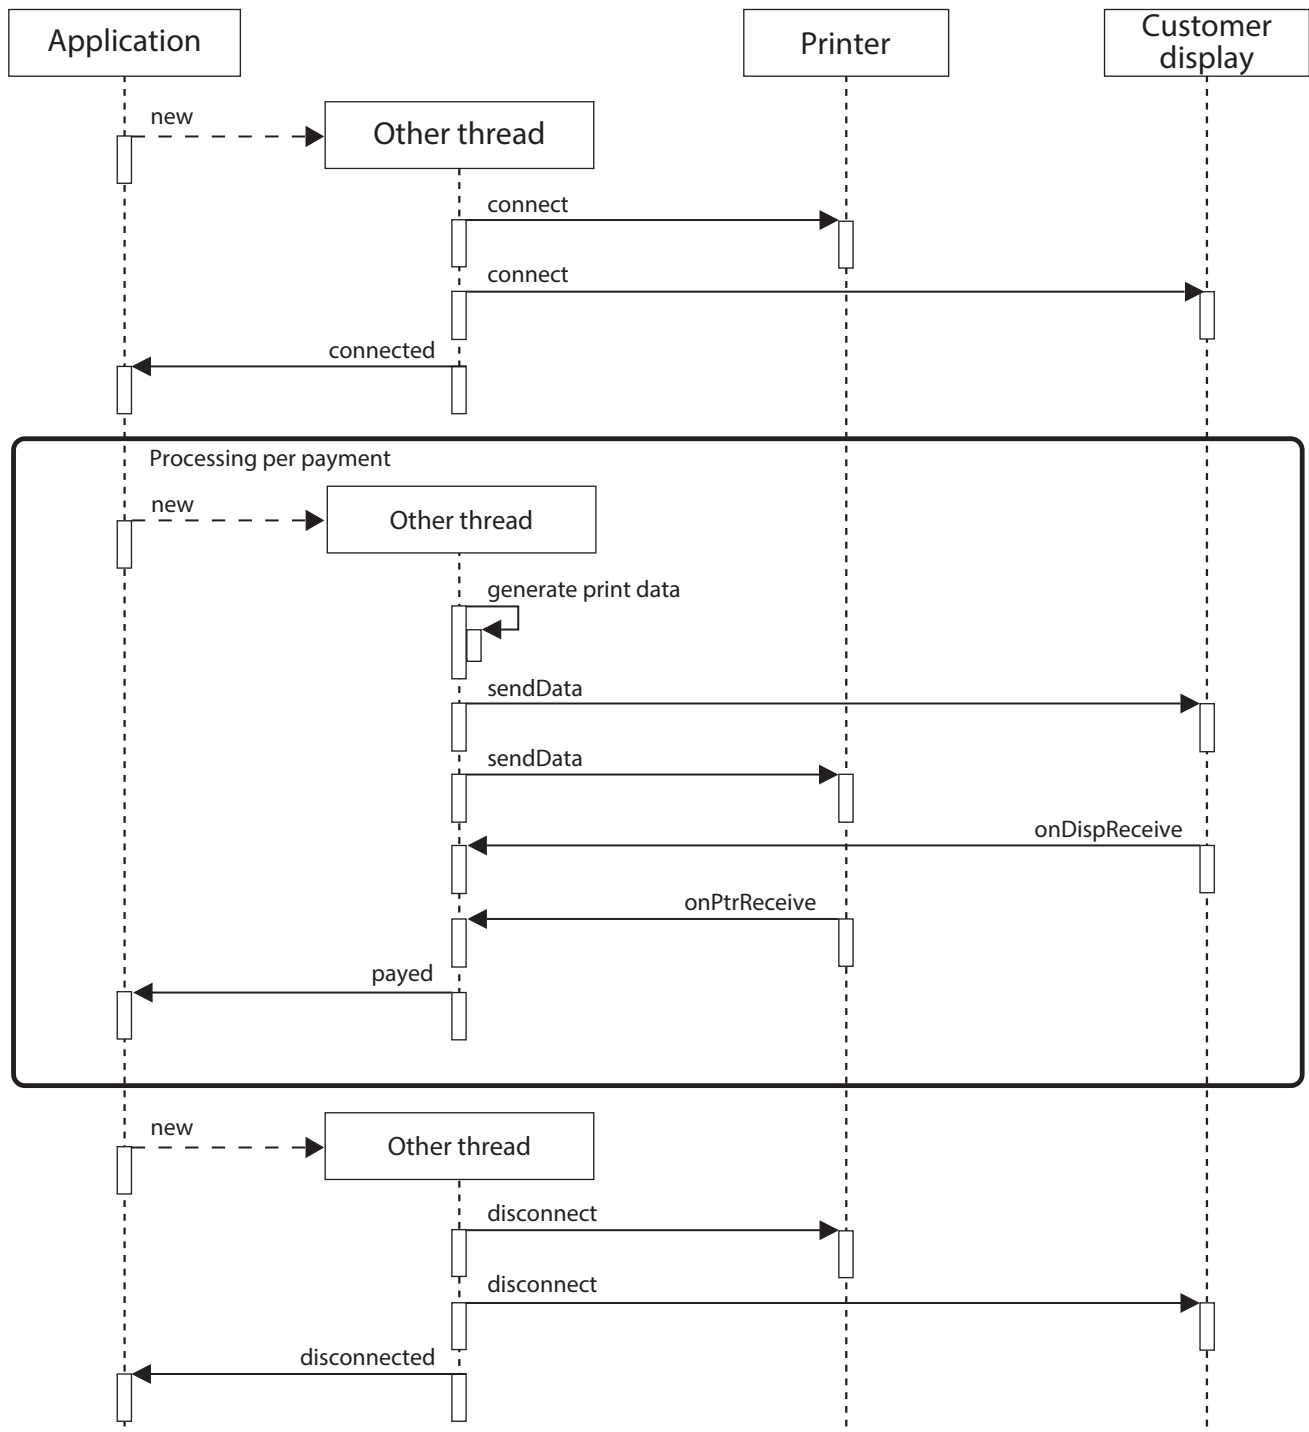 Application
Printer
Customer
display
new
Other thread
connect
connect
connected
Processing per payment
new
Other thread
generate print data
sendData
sendData
onDispReceive
onPtrReceive
payed
new
Other thread
disconnect
disconnect
disconnected